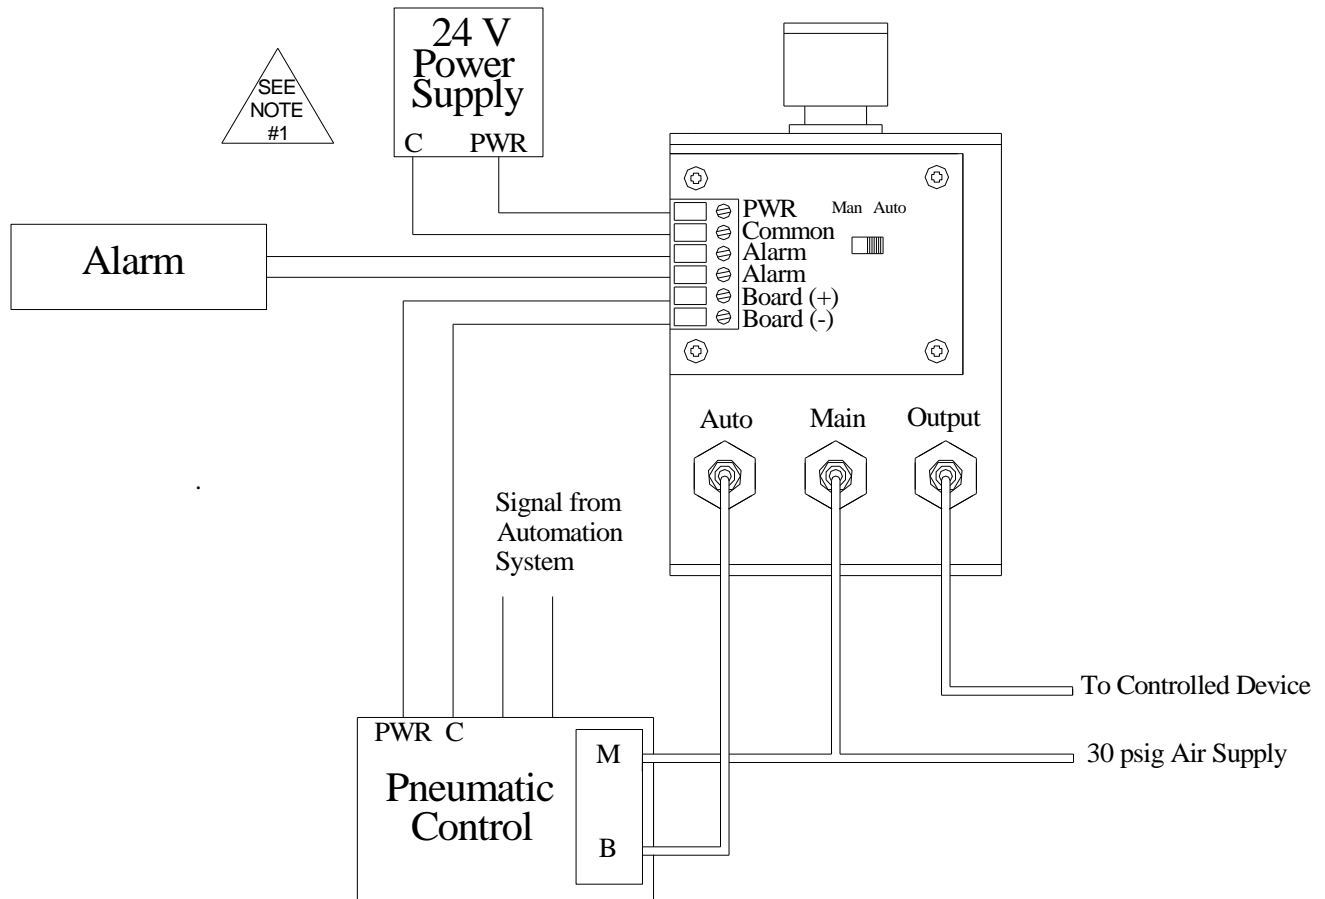 24 V
Power
Supply
C PWR
SEE
NOTE
#1
Alarm
PWR
Common
Alarm
Alarm
Board (+)
Board (-)
Man Auto
Auto Main Output
Signal from
Automation
System
To Controlled Device
30 psig Air Supply
PWR C
Pneumatic
Control
M
B